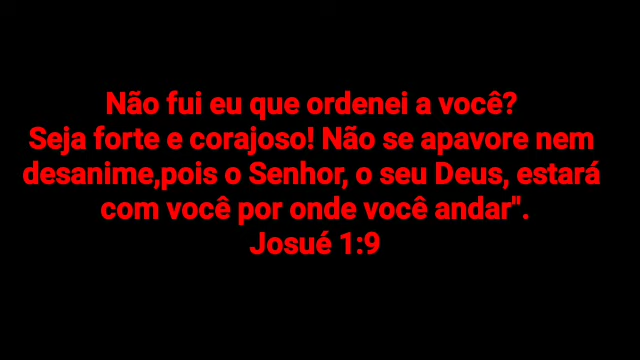 Não fui eu que ordenei a você?
Seja forte e corajoso! Não se apavore nem
desanime,pois o Senhor, o seu Deus, estará
com você por onde você andar".
Josué 1:9